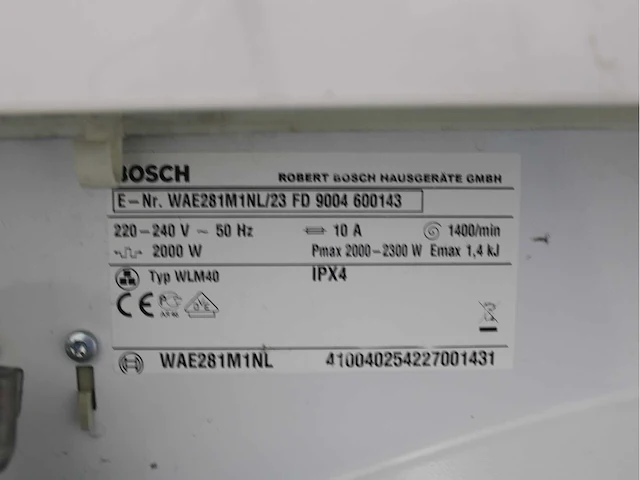 BOSCH ROBERT BOSCH HAUSGERÄTE GMBH
E-Nr. WAE281M1NL/23 FD 9004 600143
220-240 V ~ 50 Hz 10 A 1400/min
2000 W Pmax 2000-2300 W Emax 1,4 kJ
Typ WLM40 IPX4
CE
WAE281M1NL 410040254227001431